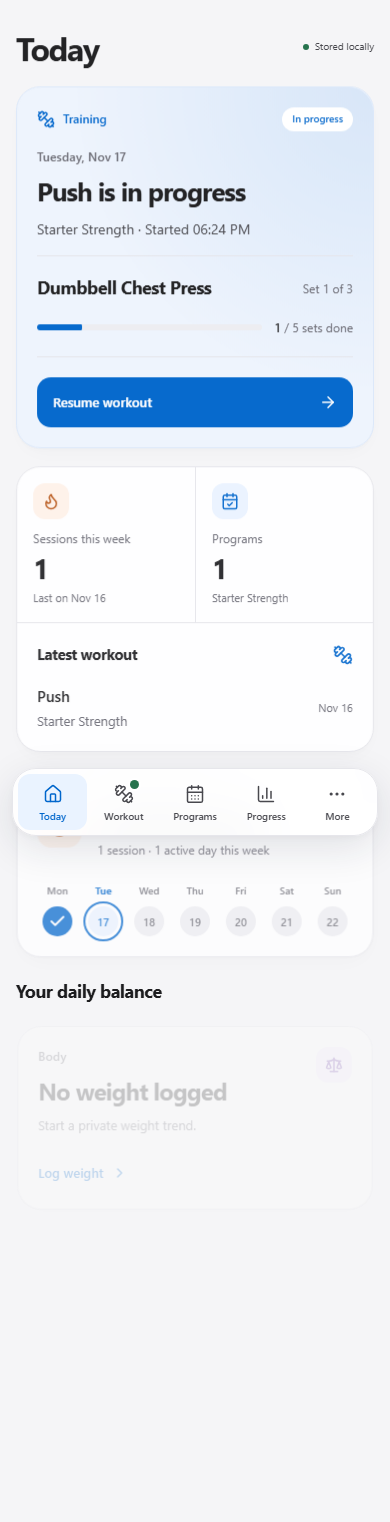 Today
Stored locally
Training
In progress
Tuesday, Nov 17
Push is in progress
Starter Strength · Started 06:24 PM
Dumbbell Chest Press
Set 1 of 3
1 / 5 sets done
Resume workout
Sessions this week
1
Last on Nov 16
Programs
1
Starter Strength
Latest workout
Push
Starter Strength
Nov 16
Today
Workout
Programs
Progress
More
1 session · 1 active day this week
Mon Tue Wed Thu Fri Sat Sun
17 18 19 20 21 22
Your daily balance
Body
No weight logged
Start a private weight trend.
Log weight